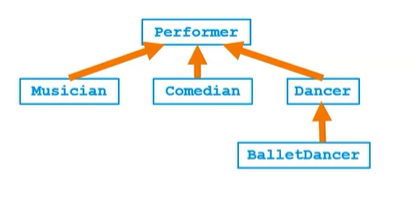 Performer
Musician
Comedian
Dancer
BalletDancer